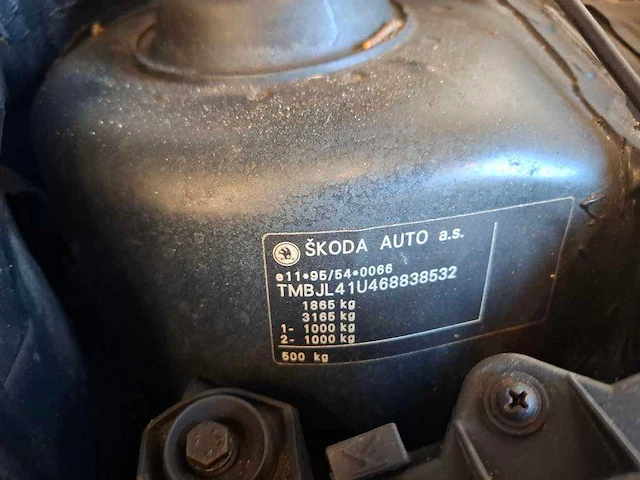 ŠKODA AUTO a.s.
e11*95/54*0066
TMBJL41U468838532
1865 kg
3165 kg
1- 1000 kg
2- 1000 kg
500 kg